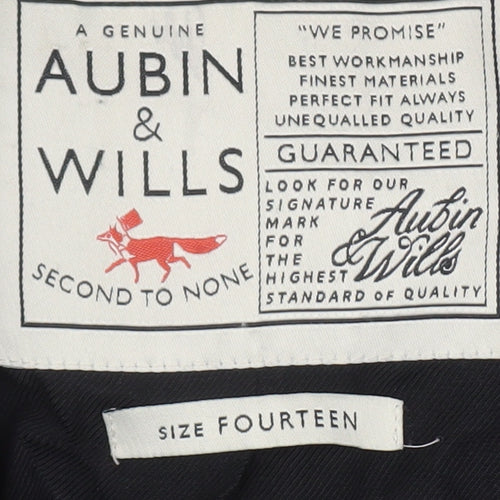 A GENUINE
AUBIN
&
WILLS
SECOND TO NONE
"WE PROMISE"
BEST WORKMANSHIP
FINEST MATERIALS
PERFECT FIT ALWAYS
UNEQUALLED QUALITY
GUARANTEED
LOOK FOR OUR
SIGNATURE
MARK
FOR
THE
HIGHEST
STANDARD OF QUALITY
Aubin
& Wills
SIZE FOURTEEN